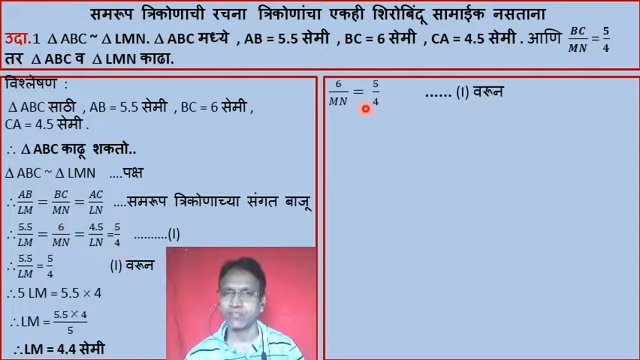 समरूप त्रिकोणाची रचना त्रिकोणांचा एकही शिरोबिंदू सामाईक नसताना
उदा.1 Δ ABC ~ Δ LMN. Δ ABC मध्ये , AB = 5.5 सेमी , BC = 6 सेमी , CA = 4.5 सेमी . आणि BC/MN = 5/4
तर Δ ABC व Δ LMN काढा.
विश्लेषण :
Δ ABC साठी , AB = 5.5 सेमी , BC = 6 सेमी ,
CA = 4.5 सेमी .
∴ Δ ABC काढू शकतो..
Δ ABC ~ Δ LMN ....पक्ष
∴ AB/LM = BC/MN = AC/LN ....समरूप त्रिकोणाच्या संगत बाजू
∴ 5.5/LM = 6/MN = 4.5/LN = 5/4 ..........(I)
∴ 5.5/LM = 5/4 (I) वरून
∴5 LM = 5.5 × 4
∴LM = 5.5 × 4/5
∴LM = 4.4 सेमी
6/MN = 5/4 ...... (I) वरून